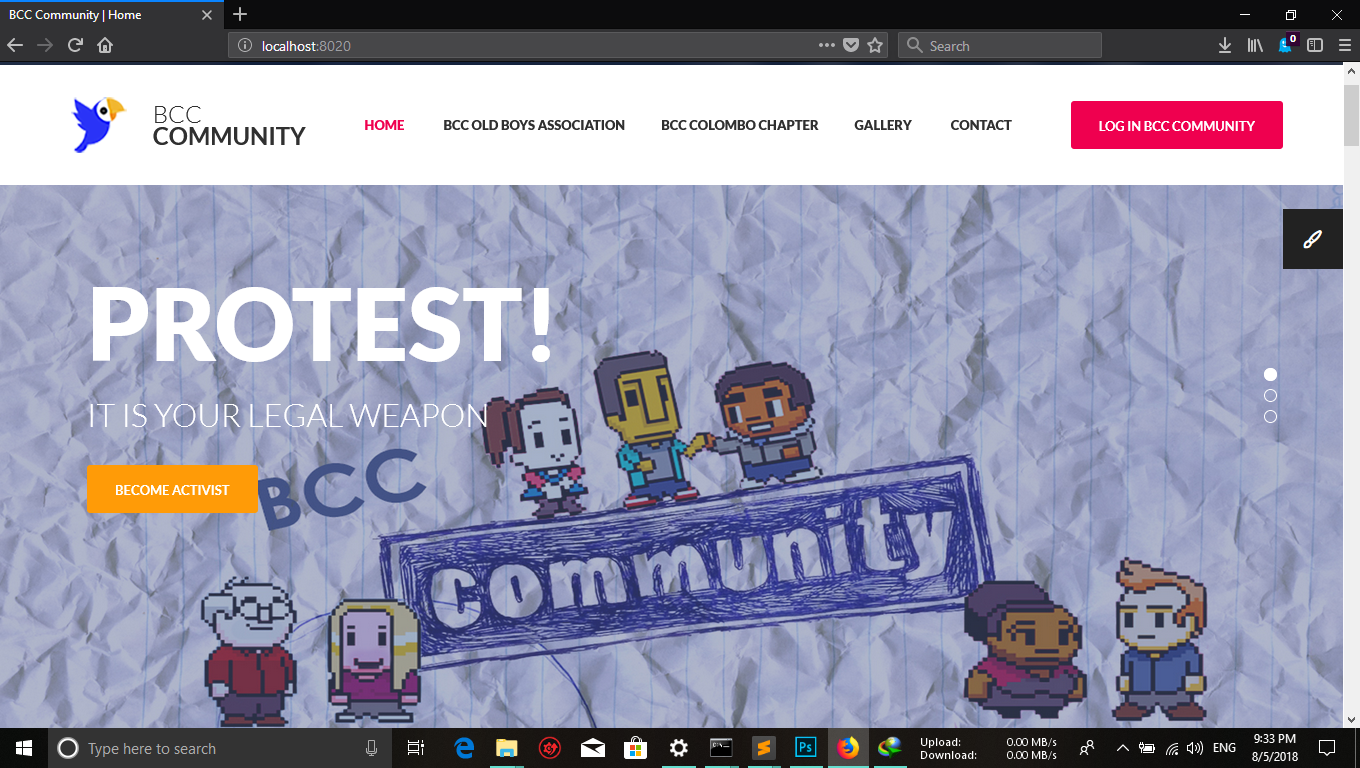 BCC Community | Home
localhost:8020
Search
0
BCC
COMMUNITY
HOME
BCC OLD BOYS ASSOCIATION
BCC COLOMBO CHAPTER
GALLERY
CONTACT
LOG IN BCC COMMUNITY
PROTEST!
IT IS YOUR LEGAL WEAPON
BECOME ACTIVIST
BCC
community
Type here to search
Ps
Upload: 0.00 MB/s
Download: 0.00 MB/s
ENG
9:33 PM
8/5/2018